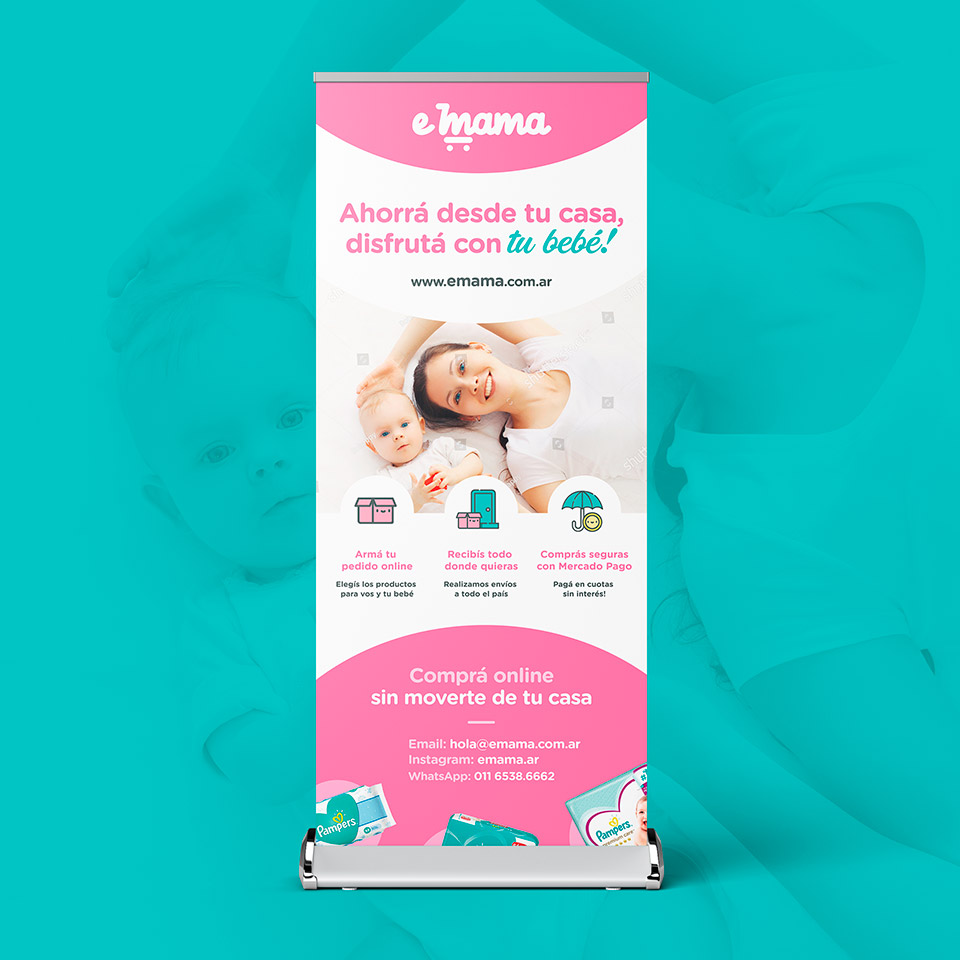 e mama
Ahorrá desde tu casa,
disfrutá con tu bebé!
www.emama.com.ar
Armá tu
pedido online
Elegís los productos
para vos y tu bebé
Recibís todo
donde quieras
Realizamos envíos
a todo el país
Comprás seguras
con Mercado Pago
Pagá en cuotas
sin interés!
Comprá online
sin moverte de tu casa
Email: hola@emama.com.ar
Instagram: emama.ar
WhatsApp: 011 6538.6662
Pampers
Pampers
premium care